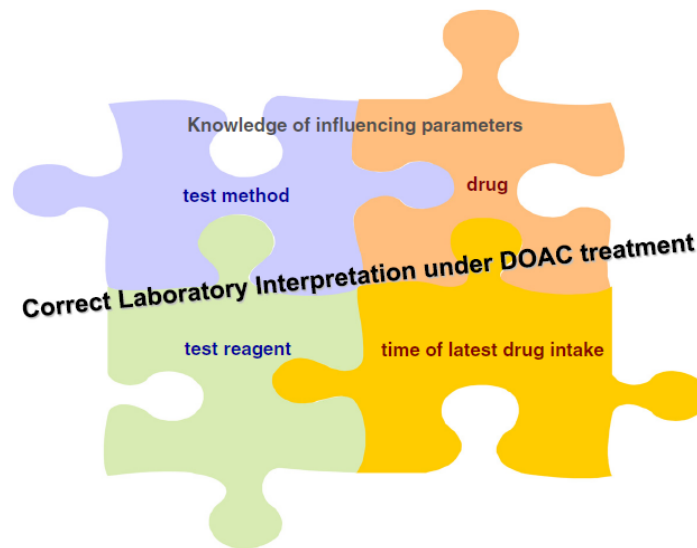 Knowledge of influencing parameters
test method
drug
Correct Laboratory Interpretation under DOAC treatment
test reagent
time of latest drug intake